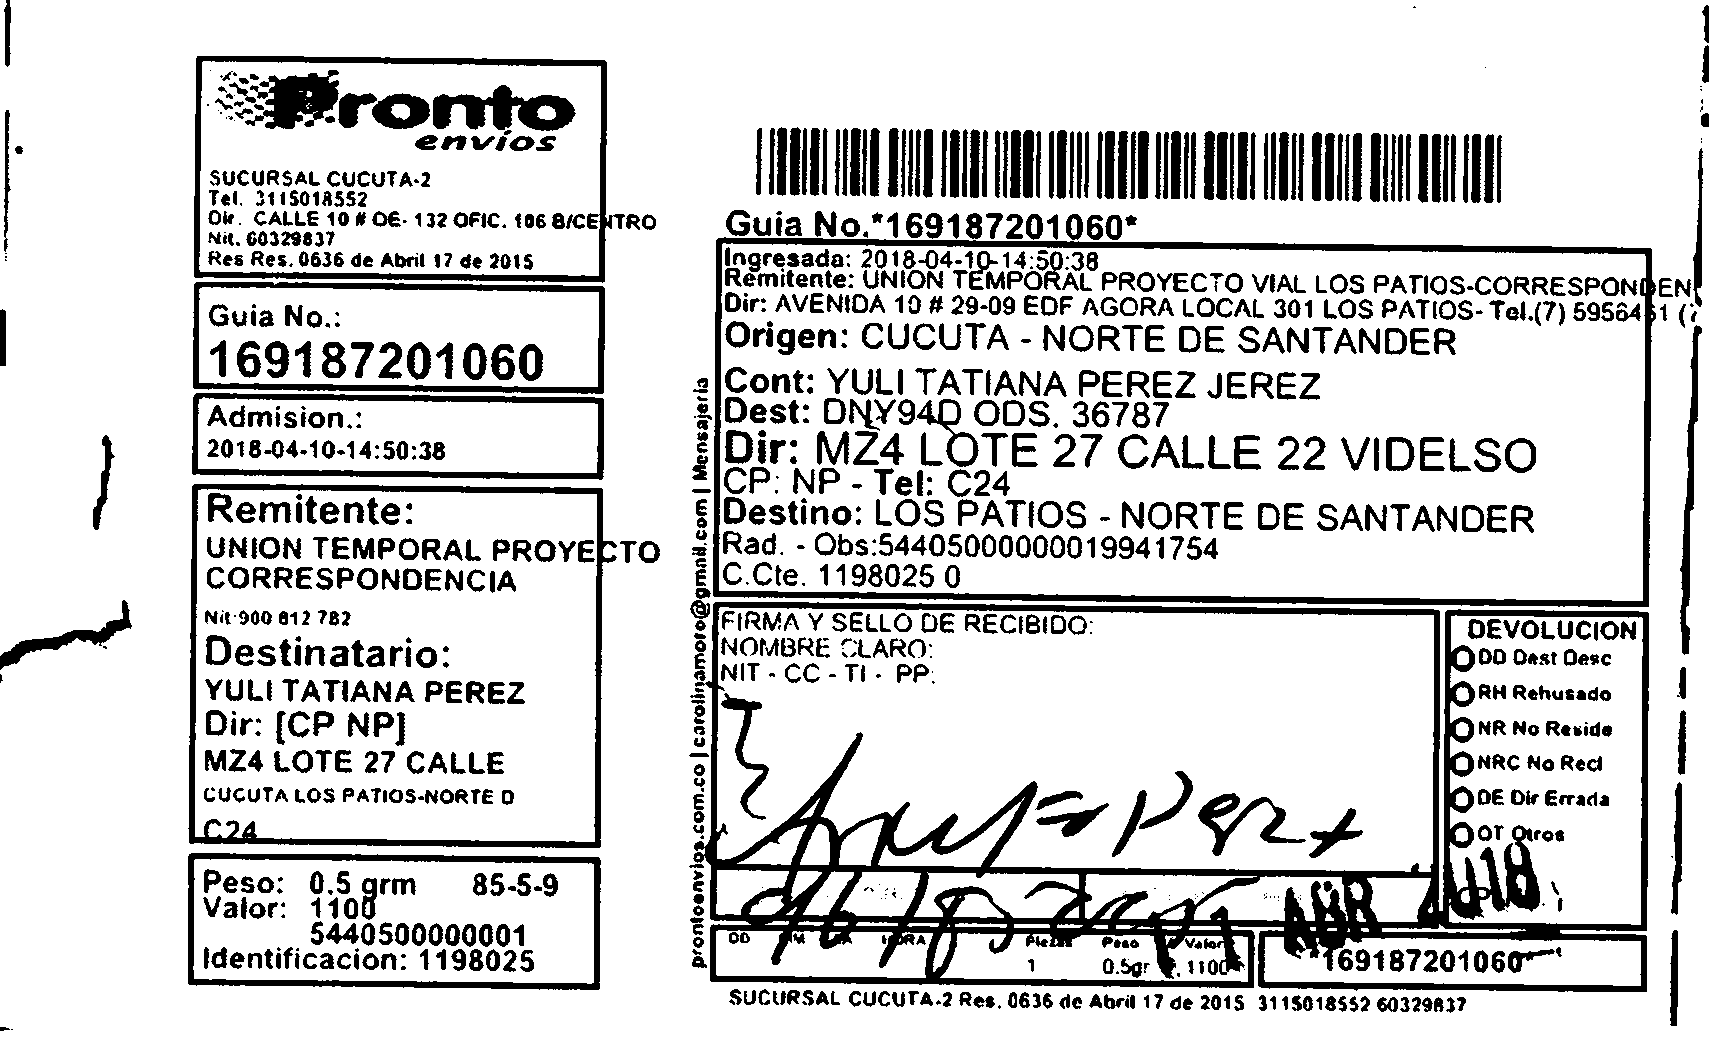 Pronto
envíos
SUCURSAL CUCUTA-2
Tel. 3115018552
Dir. CALLE 10 # OE- 132 OFIC. 106 B/CENTRO
Nit. 60329837
Res Res. 0636 de Abril 17 de 2015
Guia No.:
169187201060
Admision.:
2018-04-10-14:50:38
Remitente:
UNION TEMPORAL PROYECTO
CORRESPONDENCIA
Nit:900 812 782
Destinatario:
YULI TATIANA PEREZ
Dir: [CP NP]
MZ4 LOTE 27 CALLE
CUCUTA LOS PATIOS-NORTE D
C24
Peso: 0.5 grm 85-5-9
Valor: 1100
5440500000001
Identificacion: 1198025
prontoenvios.com.co | carolinamoro@gmail.com | Mensajeria
Guia No.*169187201060*
Ingresada: 2018-04-10-14:50:38
Remitente: UNION TEMPORAL PROYECTO VIAL LOS PATIOS-CORRESPONDEN
Dir: AVENIDA 10 # 29-09 EDF AGORA LOCAL 301 LOS PATIOS- Tel.(7) 5956461 (7
Origen: CUCUTA - NORTE DE SANTANDER
Cont: YULI TATIANA PEREZ JEREZ
Dest: DNY94D ODS. 36787
Dir: MZ4 LOTE 27 CALLE 22 VIDELSO
CP: NP - Tel: C24
Destino: LOS PATIOS - NORTE DE SANTANDER
Rad. - Obs:54405000000019941754
C.Cte. 1198025 0
FIRMA Y SELLO DE RECIBIDO:
NOMBRE CLARO:
NIT - CC - TI - PP:
Perez
DEVOLUCION
DD Dest Desc
RH Rehusado
NR No Reside
NRC No Recl
DE Dir Errada
OT Otros
ABR 2018
DD MM HORA Piezas Peso Valor
1 0.5gr 1100
*169187201060*
SUCURSAL CUCUTA-2 Res. 0636 de Abril 17 de 2015 3115018552 60329837